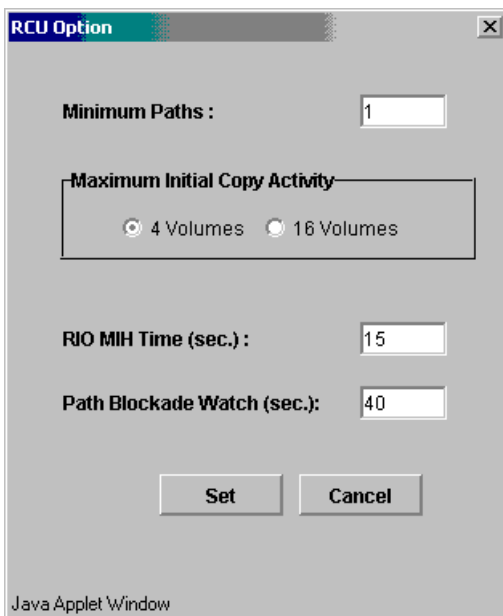 RCU Option
Minimum Paths : 1
Maximum Initial Copy Activity
4 Volumes 16 Volumes
RIO MIH Time (sec.) : 15
Path Blockade Watch (sec.): 40
Set Cancel
Java Applet Window